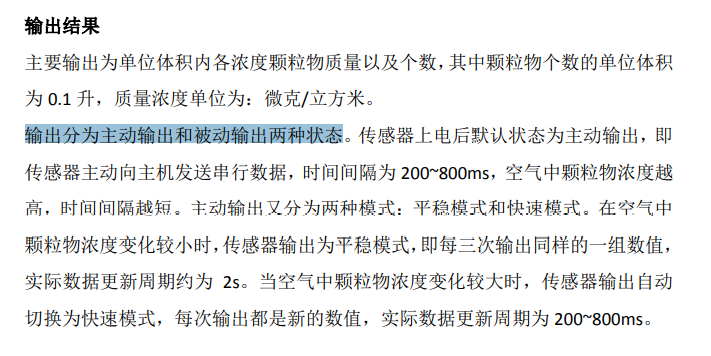 输出结果
主要输出为单位体积内各浓度颗粒物质量以及个数，其中颗粒物个数的单位体积
为 0.1 升，质量浓度单位为：微克/立方米。
输出分为主动输出和被动输出两种状态。传感器上电后默认状态为主动输出，即
传感器主动向主机发送串行数据，时间间隔为 200~800ms，空气中颗粒物浓度越
高，时间间隔越短。主动输出又分为两种模式：平稳模式和快速模式。在空气中
颗粒物浓度变化较小时，传感器输出为平稳模式，即每三次输出同样的一组数值，
实际数据更新周期约为 2s。当空气中颗粒物浓度变化较大时，传感器输出自动
切换为快速模式，每次输出都是新的数值，实际数据更新周期为 200~800ms。